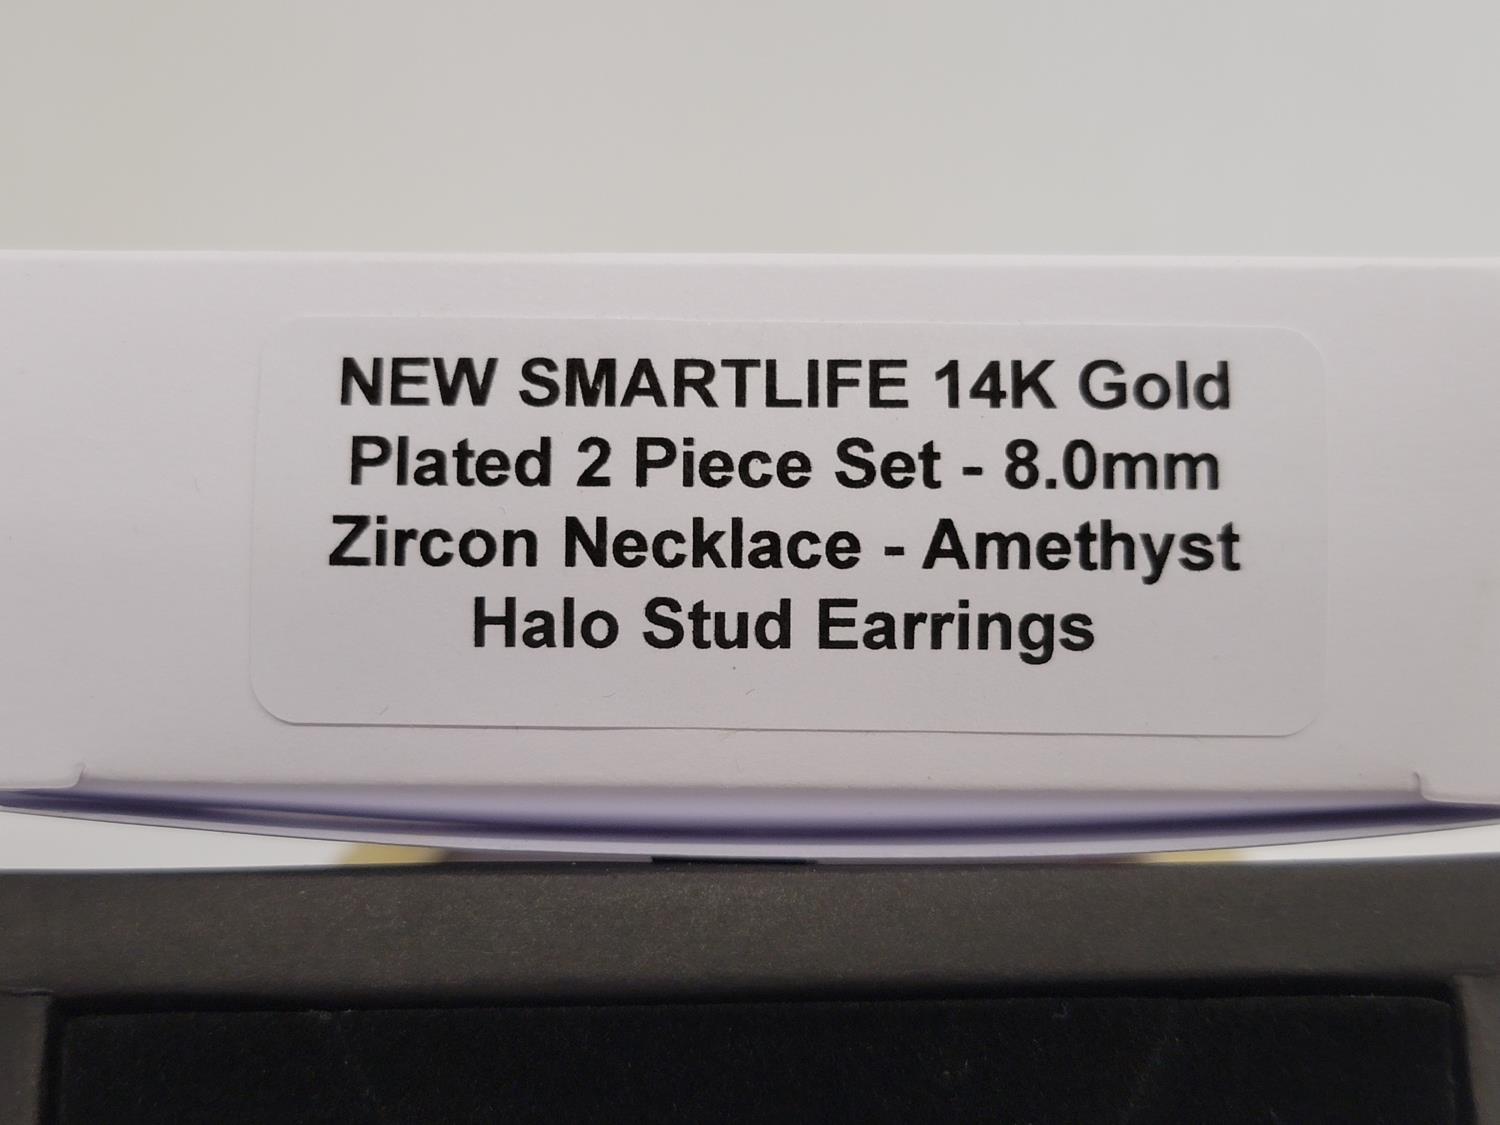 NEW SMARTLIFE 14K Gold
Plated 2 Piece Set - 8.0mm
Zircon Necklace - Amethyst
Halo Stud Earrings